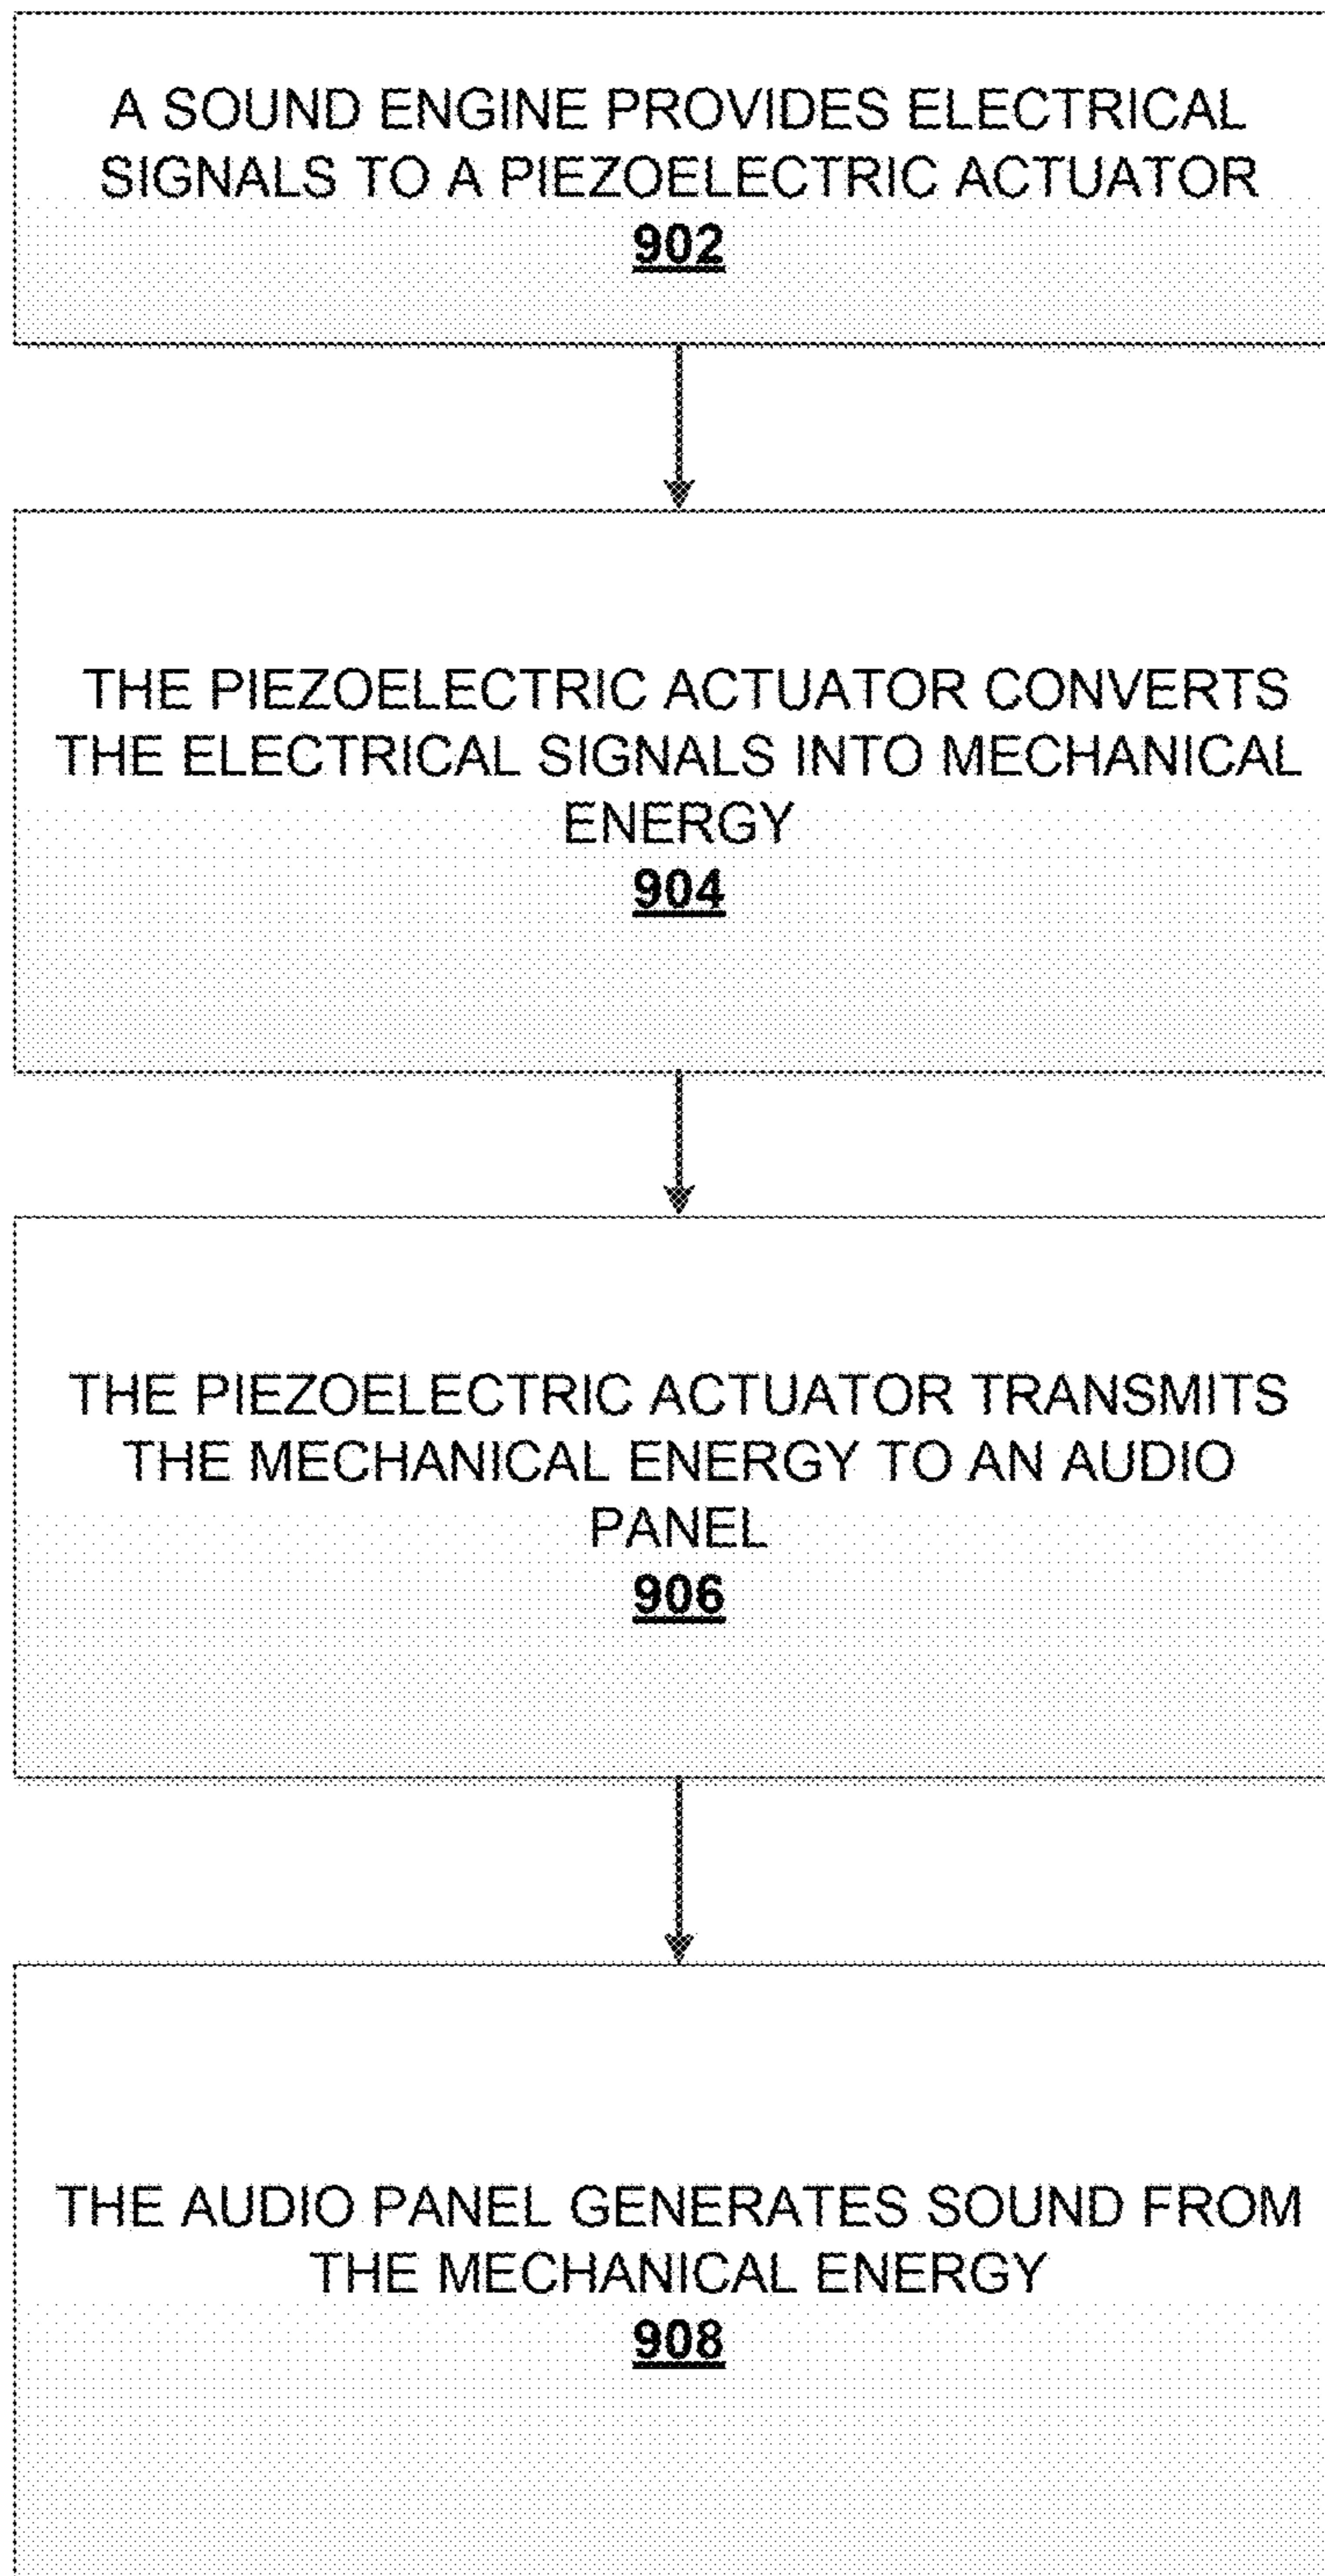 A SOUND ENGINE PROVIDES ELECTRICAL
SIGNALS TO A PIEZOELECTRIC ACTUATOR
902
THE PIEZOELECTRIC ACTUATOR CONVERTS
THE ELECTRICAL SIGNALS INTO MECHANICAL
ENERGY
904
THE PIEZOELECTRIC ACTUATOR TRANSMITS
THE MECHANICAL ENERGY TO AN AUDIO
PANEL
906
THE AUDIO PANEL GENERATES SOUND FROM
THE MECHANICAL ENERGY
908